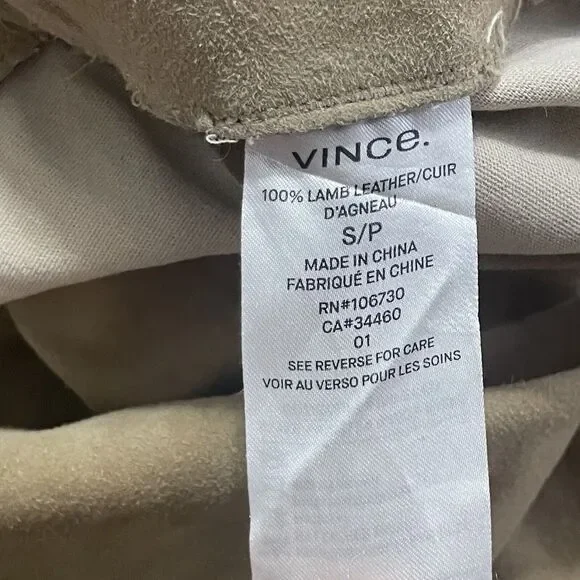 VINCe.
100% LAMB LEATHER/CUIR
D'AGNEAU
S/P
MADE IN CHINA
FABRIQUÉ EN CHINE
RN#106730
CA#34460
01
SEE REVERSE FOR CARE
VOIR AU VERSO POUR LES SOINS